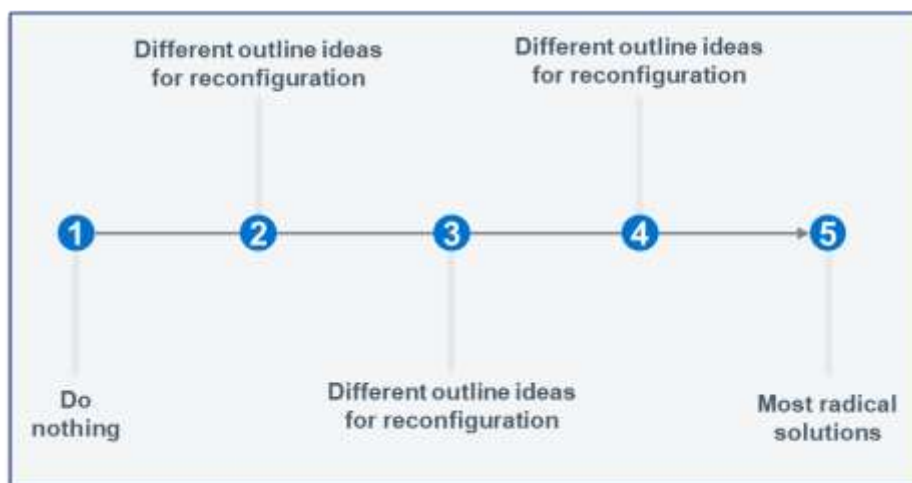 Different outline ideas
for reconfiguration
Different outline ideas
for reconfiguration
1
2
3
4
5
Do
nothing
Different outline ideas
for reconfiguration
Most radical
solutions